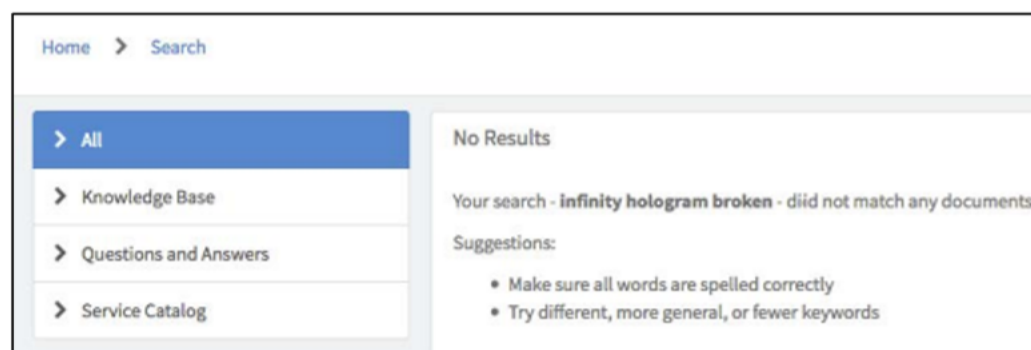 Home > Search
All
Knowledge Base
Questions and Answers
Service Catalog
No Results
Your search - infinity hologram broken - diid not match any documents
Suggestions:
• Make sure all words are spelled correctly
• Try different, more general, or fewer keywords